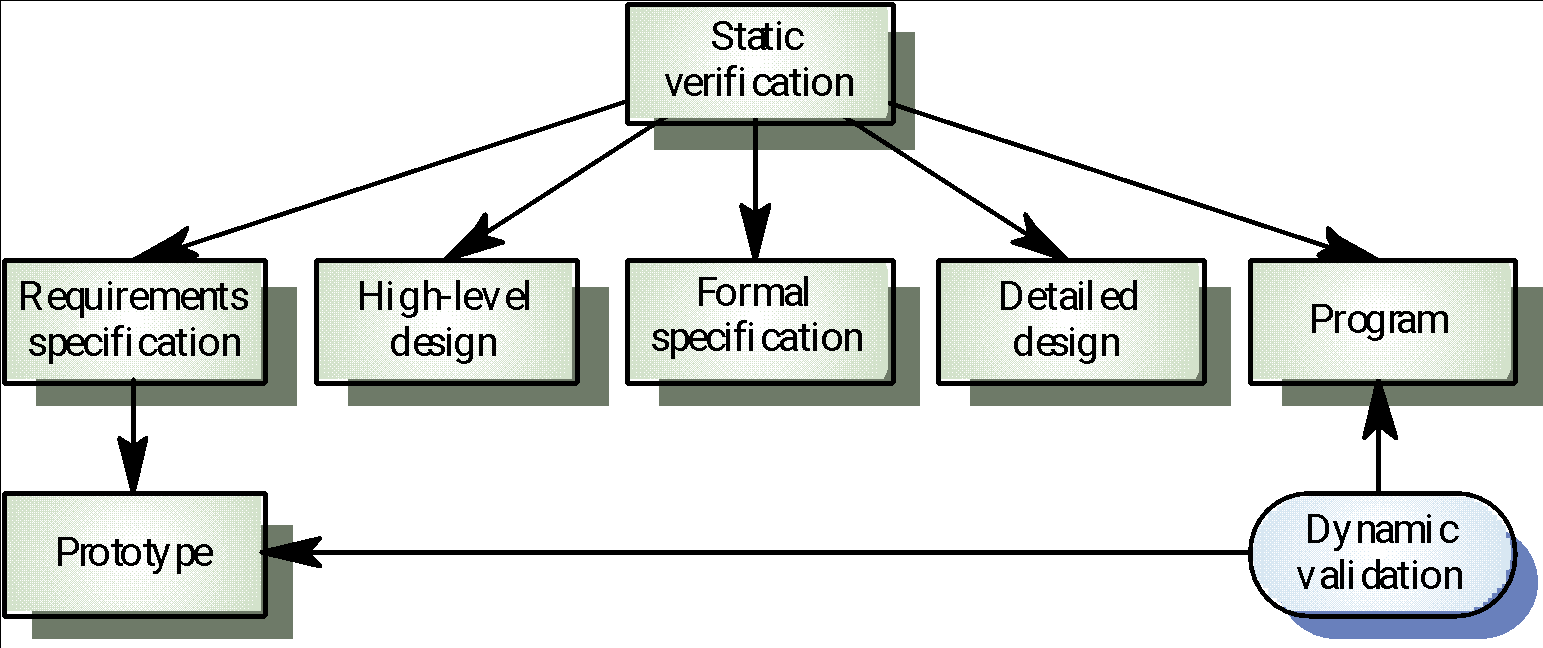 Static
verification
Requirements
specification
High-level
design
Formal
specification
Detailed
design
Program
Prototype
Dynamic
validation